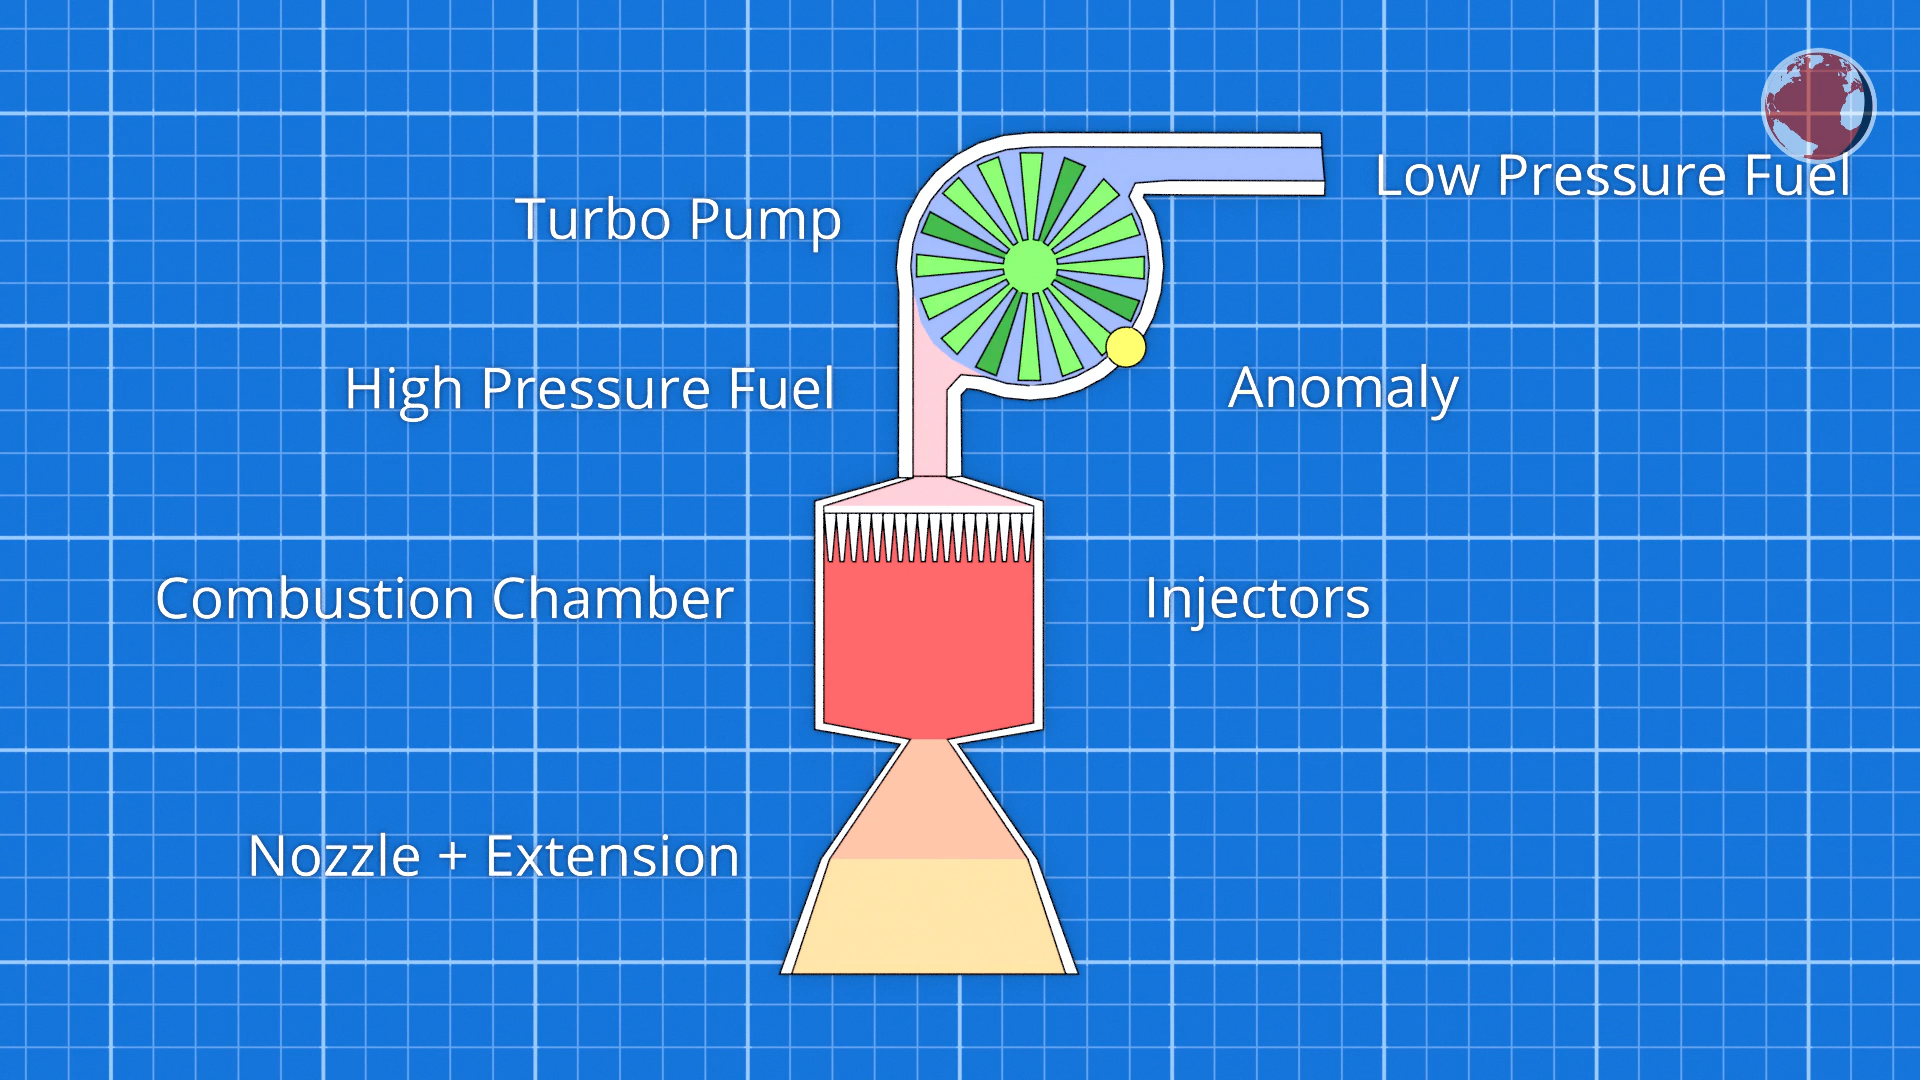 Low Pressure Fuel
Turbo Pump
High Pressure Fuel
Anomaly
Combustion Chamber
Injectors
Nozzle + Extension